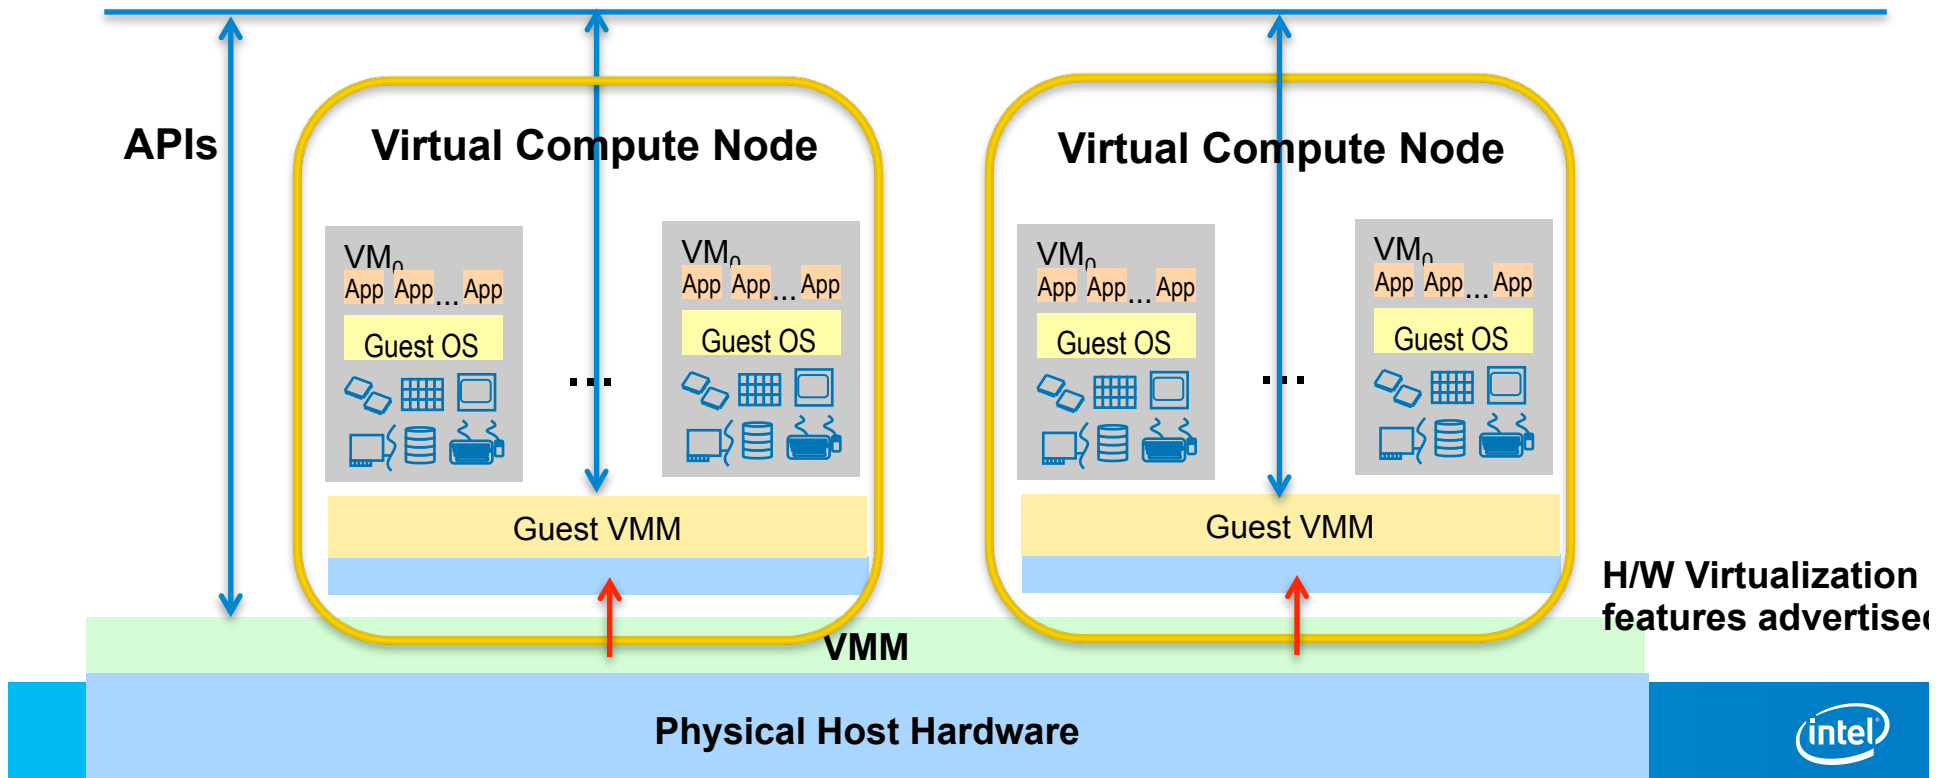 APIs
Virtual Compute Node
Virtual Compute Node
VM0
App App ... App
Guest OS
...
VM0
App App ... App
Guest OS
VM0
App App ... App
Guest OS
...
VM0
App App ... App
Guest OS
Guest VMM
Guest VMM
H/W Virtualization
features advertised
VMM
Physical Host Hardware
intel